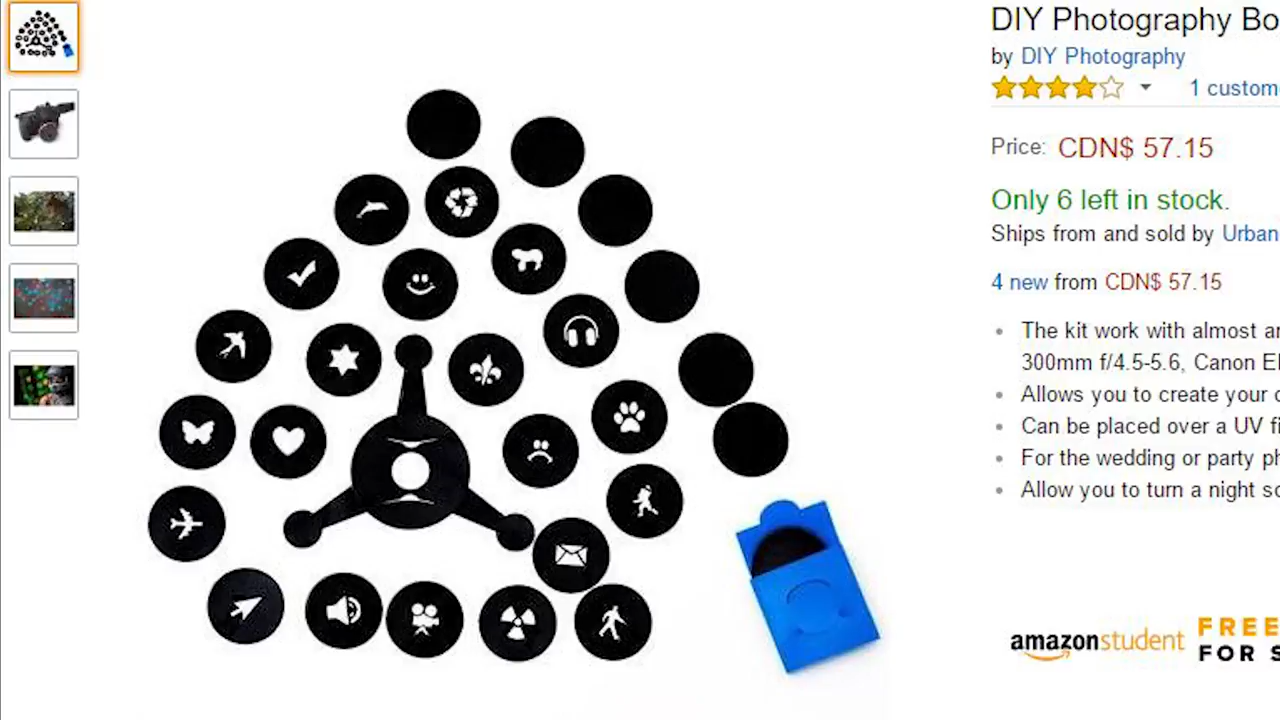 DIY Photography Bo
by DIY Photography
1 custom
Price: CDN$ 57.15
Only 6 left in stock.
Ships from and sold by Urban
4 new from CDN$ 57.15
The kit work with almost
300mm f/4.5-5.6, Canon
Allows you to create your
Can be placed over a UV
For the wedding or party
Allow you to turn a night
amazonstudent
FREE
FOR S